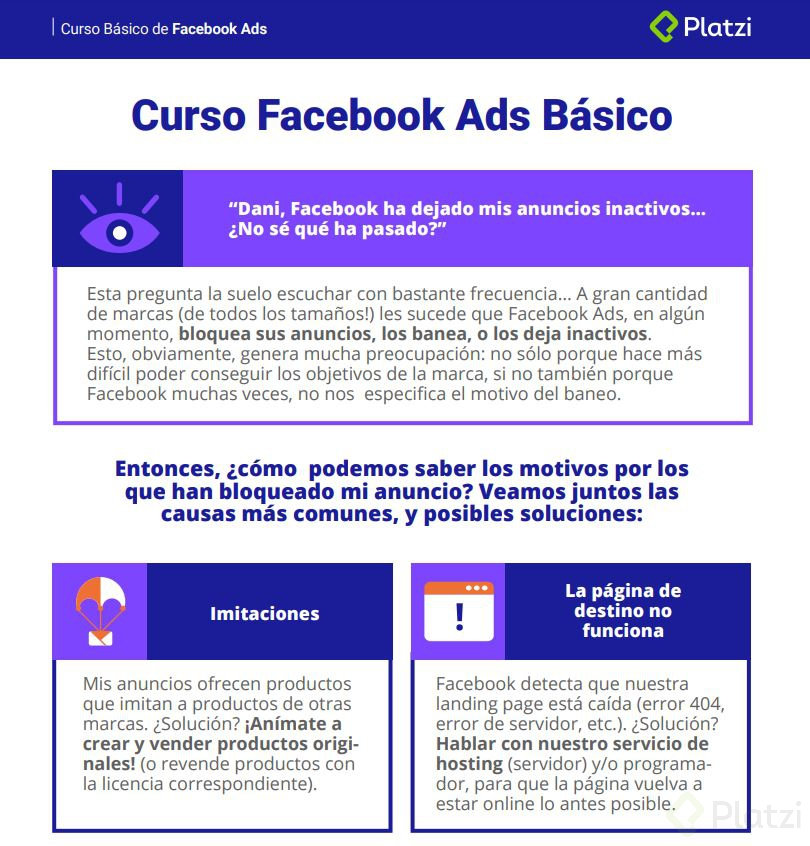 Curso Básico de Facebook Ads
Platzi
Curso Facebook Ads Básico
“Dani, Facebook ha dejado mis anuncios inactivos...
¿No sé qué ha pasado?”
Esta pregunta la suelo escuchar con bastante frecuencia... A gran cantidad
de marcas (de todos los tamaños!) les sucede que Facebook Ads, en algún
momento, bloquea sus anuncios, los banea, o los deja inactivos.
Esto, obviamente, genera mucha preocupación: no sólo porque hace más
difícil poder conseguir los objetivos de la marca, si no también porque
Facebook muchas veces, no nos  especifica el motivo del baneo.
Entonces, ¿cómo  podemos saber los motivos por los
que han bloqueado mi anuncio? Veamos juntos las
causas más comunes, y posibles soluciones:
Imitaciones
Mis anuncios ofrecen productos
que imitan a productos de otras
marcas. ¿Solución? ¡Anímate a
crear y vender productos origi-
nales! (o revende productos con
la licencia correspondiente).
La página de
destino no
funciona
Facebook detecta que nuestra
landing page está caída (error 404,
error de servidor, etc.). ¿Solución?
Hablar con nuestro servicio de
hosting (servidor) y/o programa-
dor, para que la página vuelva a
estar online lo antes posible.
Platzi